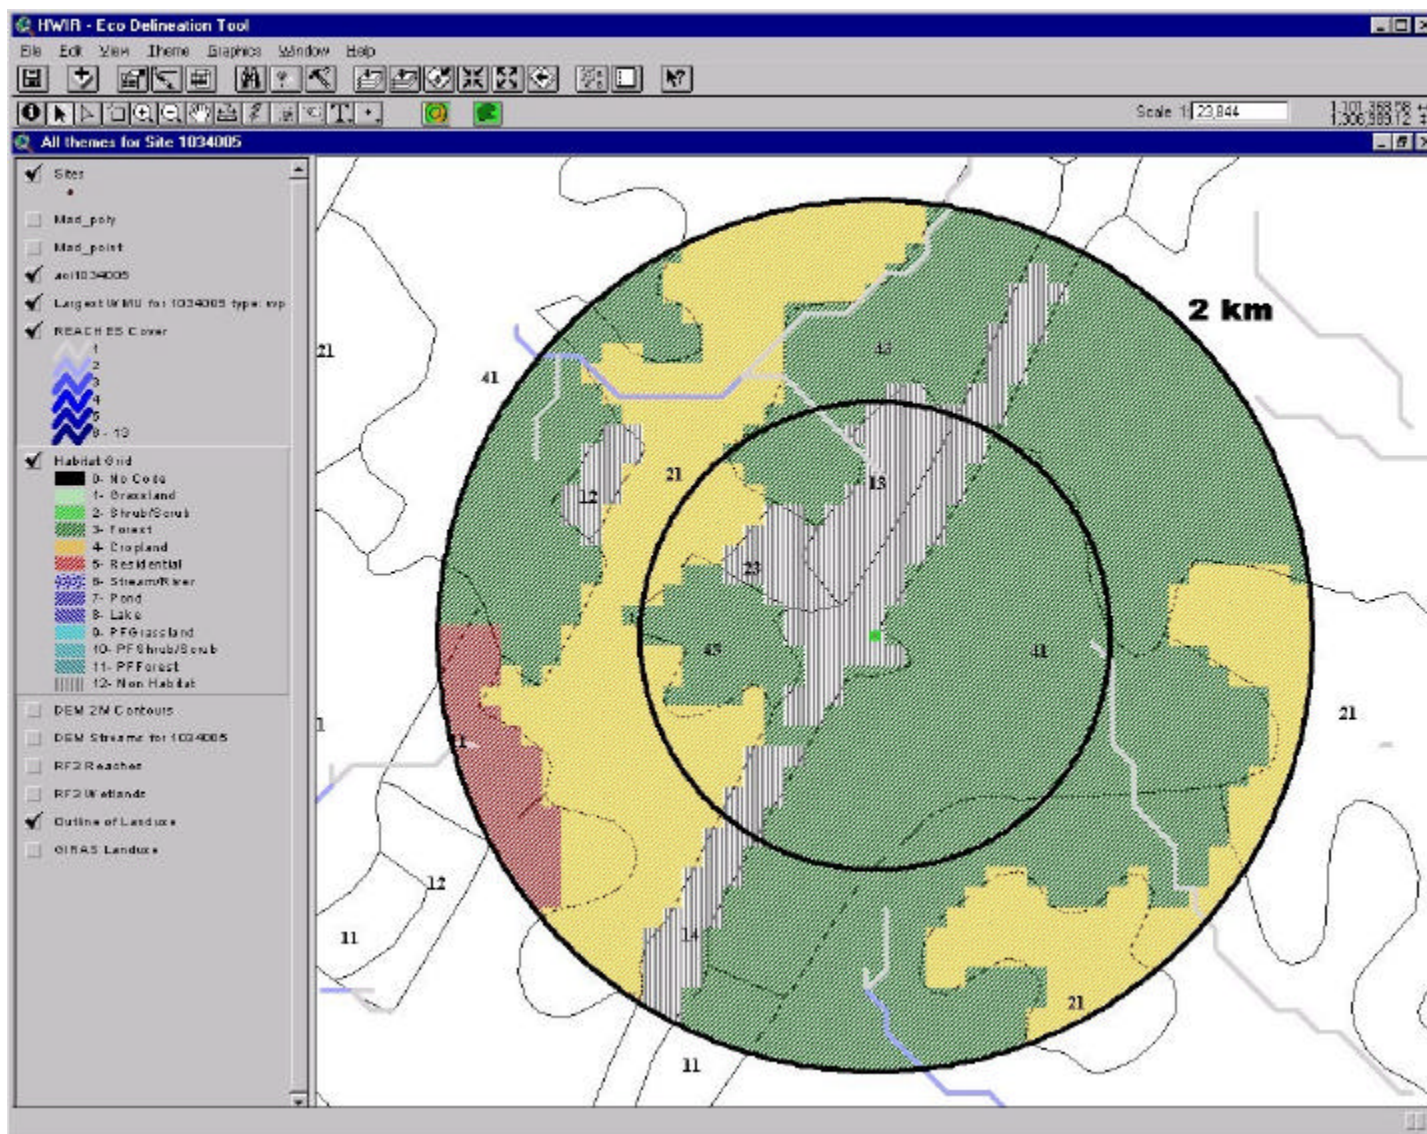 HWIR - Eco Delineation Tool
File Edit View Theme Graphics Window Help
Scale 1: 23,844
All themes for Site 1034005
Sites
Mad_poly
Mad_point
aoi1034005
Largest WMU for 1034005 type: wp
REACHES Cover
1
2
3
4
5
6 - 13
Habitat Grid
0- No Code
1- Grassland
2- Shrub/Scrub
3- Forest
4- Cropland
5- Residential
6- Stream/River
7- Pond
8- Lake
9- PFGrassland
10- PFShrub/Scrub
11- PFForest
12- Non Habitat
DEM 2M Contours
DEM Streams for 1034005
RF3 Reaches
RF3 Wetlands
Outline of Landuse
GIRAS Landuse
2 km
21
41
43
12
21
13
23
43
41
21
11
12
11
14
21
11